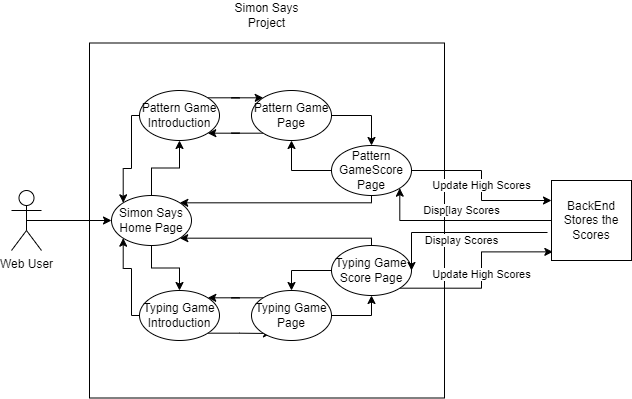 Simon Says
Project
Pattern Game
Introduction
Pattern Game
Page
Pattern
GameScore
Page
Update High Scores
Display Scores
BackEnd
Stores the
Scores
Simon Says
Home Page
Web User
Display Scores
Typing Game
Score Page
Update High Scores
Typing Game
Introduction
Typing Game
Page